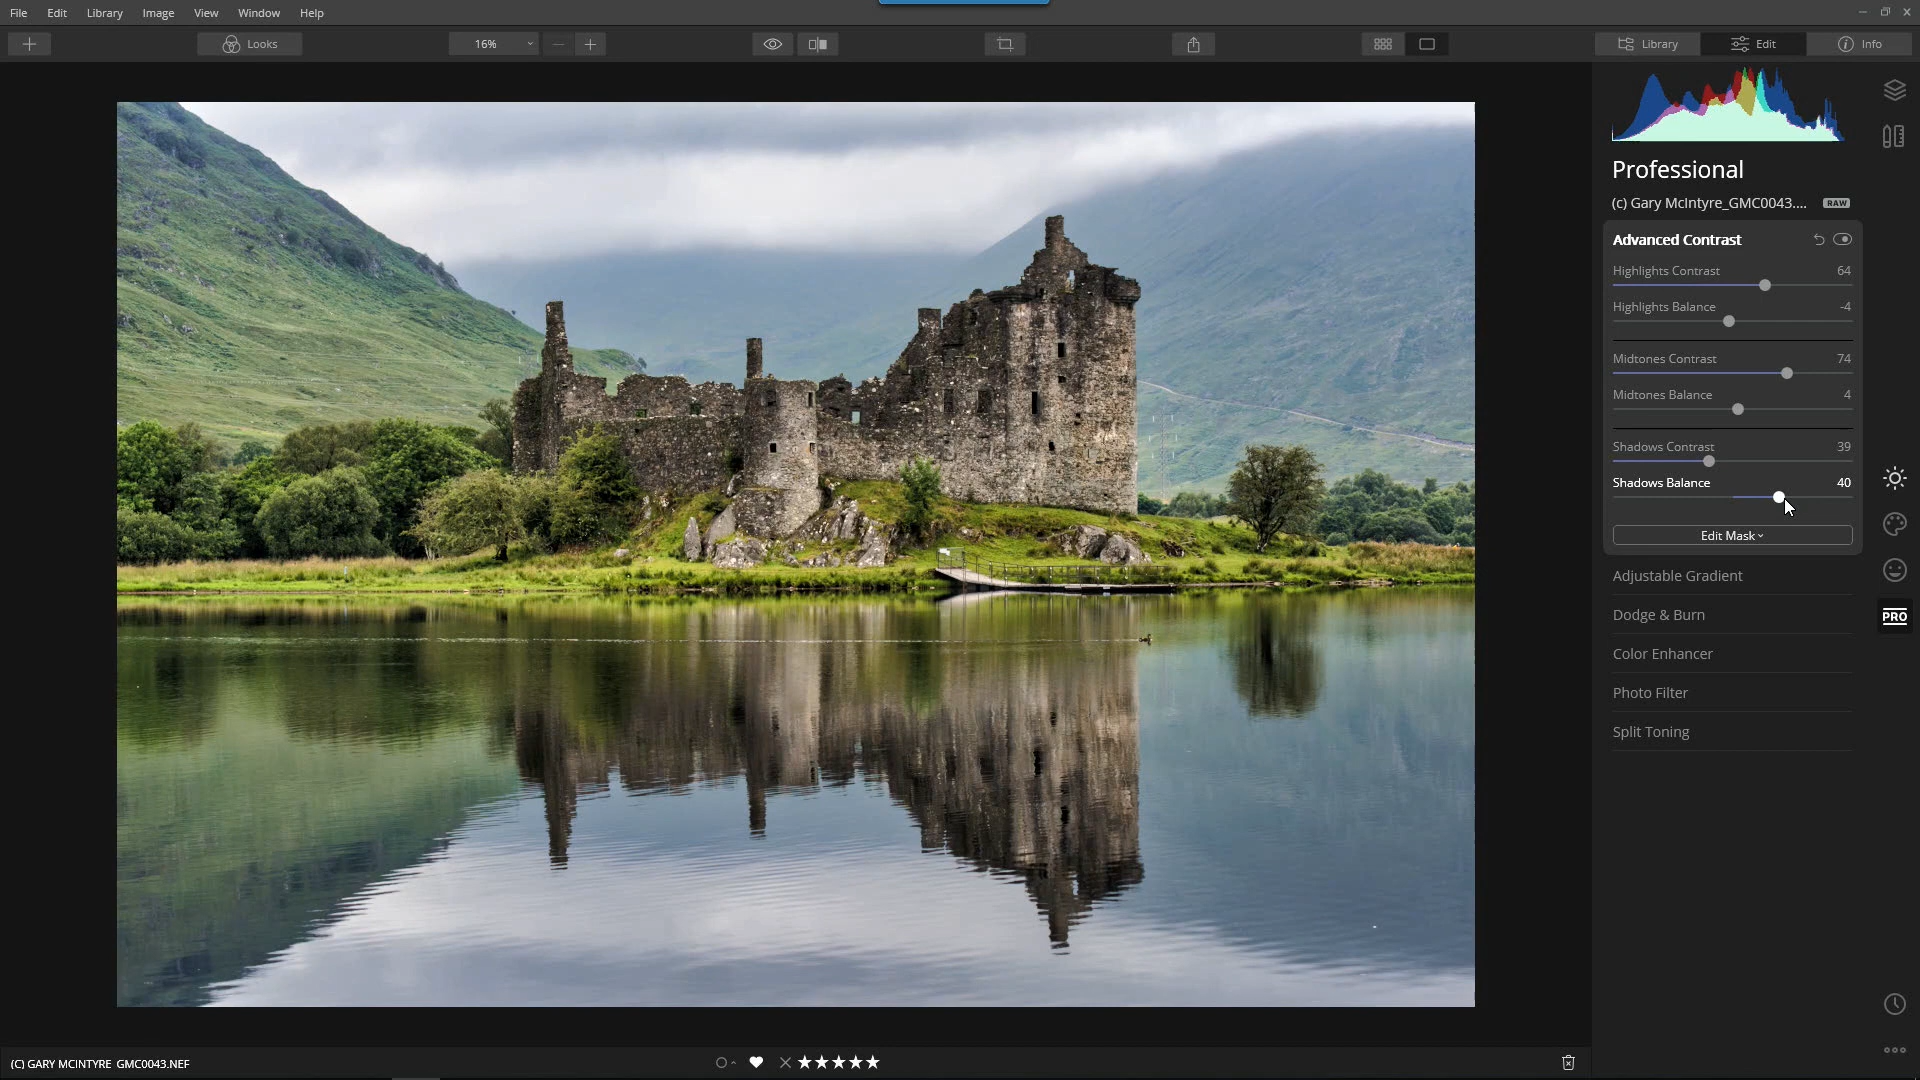 File Edit Library Image View Window Help
Looks 16% Library Edit Info
Professional
(c) Gary McIntyre_GMC0043.... RAW
Advanced Contrast
Highlights Contrast 64
Highlights Balance -4
Midtones Contrast 74
Midtones Balance 4
Shadows Contrast 39
Shadows Balance 40
Edit Mask
Adjustable Gradient
Dodge & Burn
PRO
Color Enhancer
Photo Filter
Split Toning
(C) GARY MCINTYRE_GMC0043.NEF